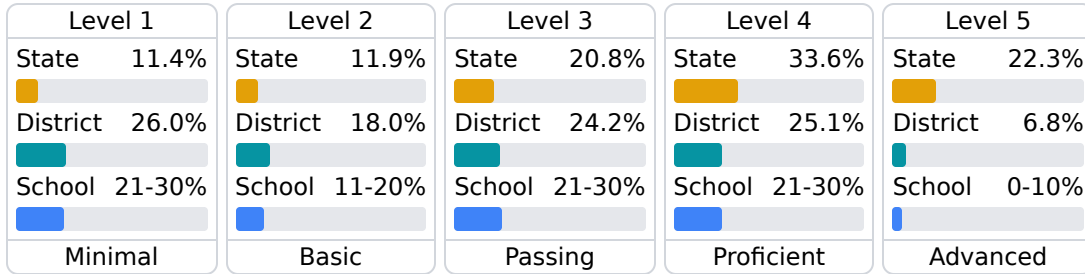 Level 1
State 11.4%
District 26.0%
School 21-30%
Minimal
Level 2
State 11.9%
District 18.0%
School 11-20%
Basic
Level 3
State 20.8%
District 24.2%
School 21-30%
Passing
Level 4
State 33.6%
District 25.1%
School 21-30%
Proficient
Level 5
State 22.3%
District 6.8%
School 0-10%
Advanced